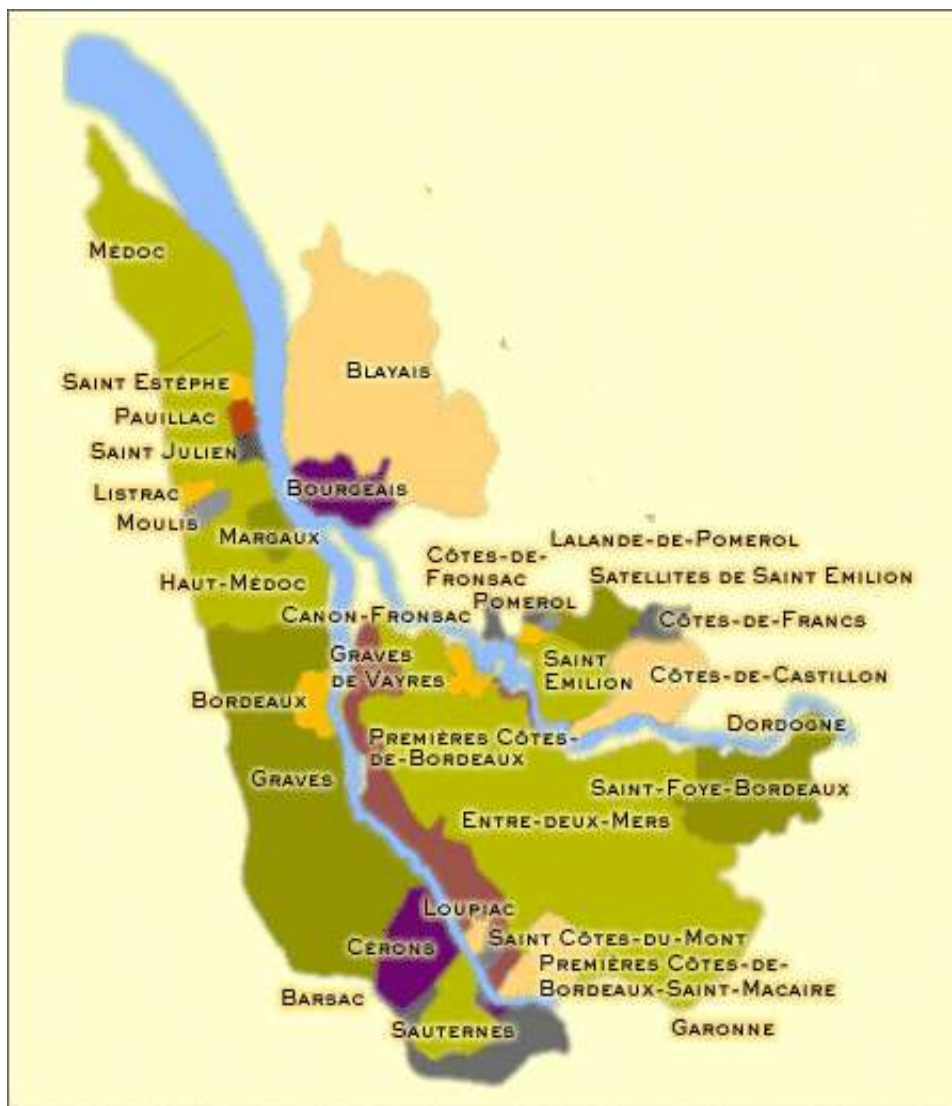 MÉDOC
BLAYAIS
SAINT ESTÉPHE
PAUILLAC
SAINT JULIEN
LISTRAC
BOURGEAIS
MOULIS
MARGAUX
LALANDE-DE-POMEROL
CÔTES-DE-
FRONSAC
HAUT-MÉDOC
SATELLITES DE SAINT EMILION
POMEROL
CANON-FRONSAC
CÔTES-DE-FRANCS
GRAVES
DE VAYRES
SAINT
EMILION
CÔTES-DE-CASTILLON
BORDEAUX
DORDOGNE
PREMIÈRES CÔTES-
DE-BORDEAUX
GRAVES
SAINT-FOYE-BORDEAUX
ENTRE-DEUX-MERS
LOUPIAC
CÉRONS
SAINT CÔTES-DU-MONT
PREMIÈRES CÔTES-DE-
BORDEAUX-SAINT-MACAIRE
BARSAC
SAUTERNES
GARONNE